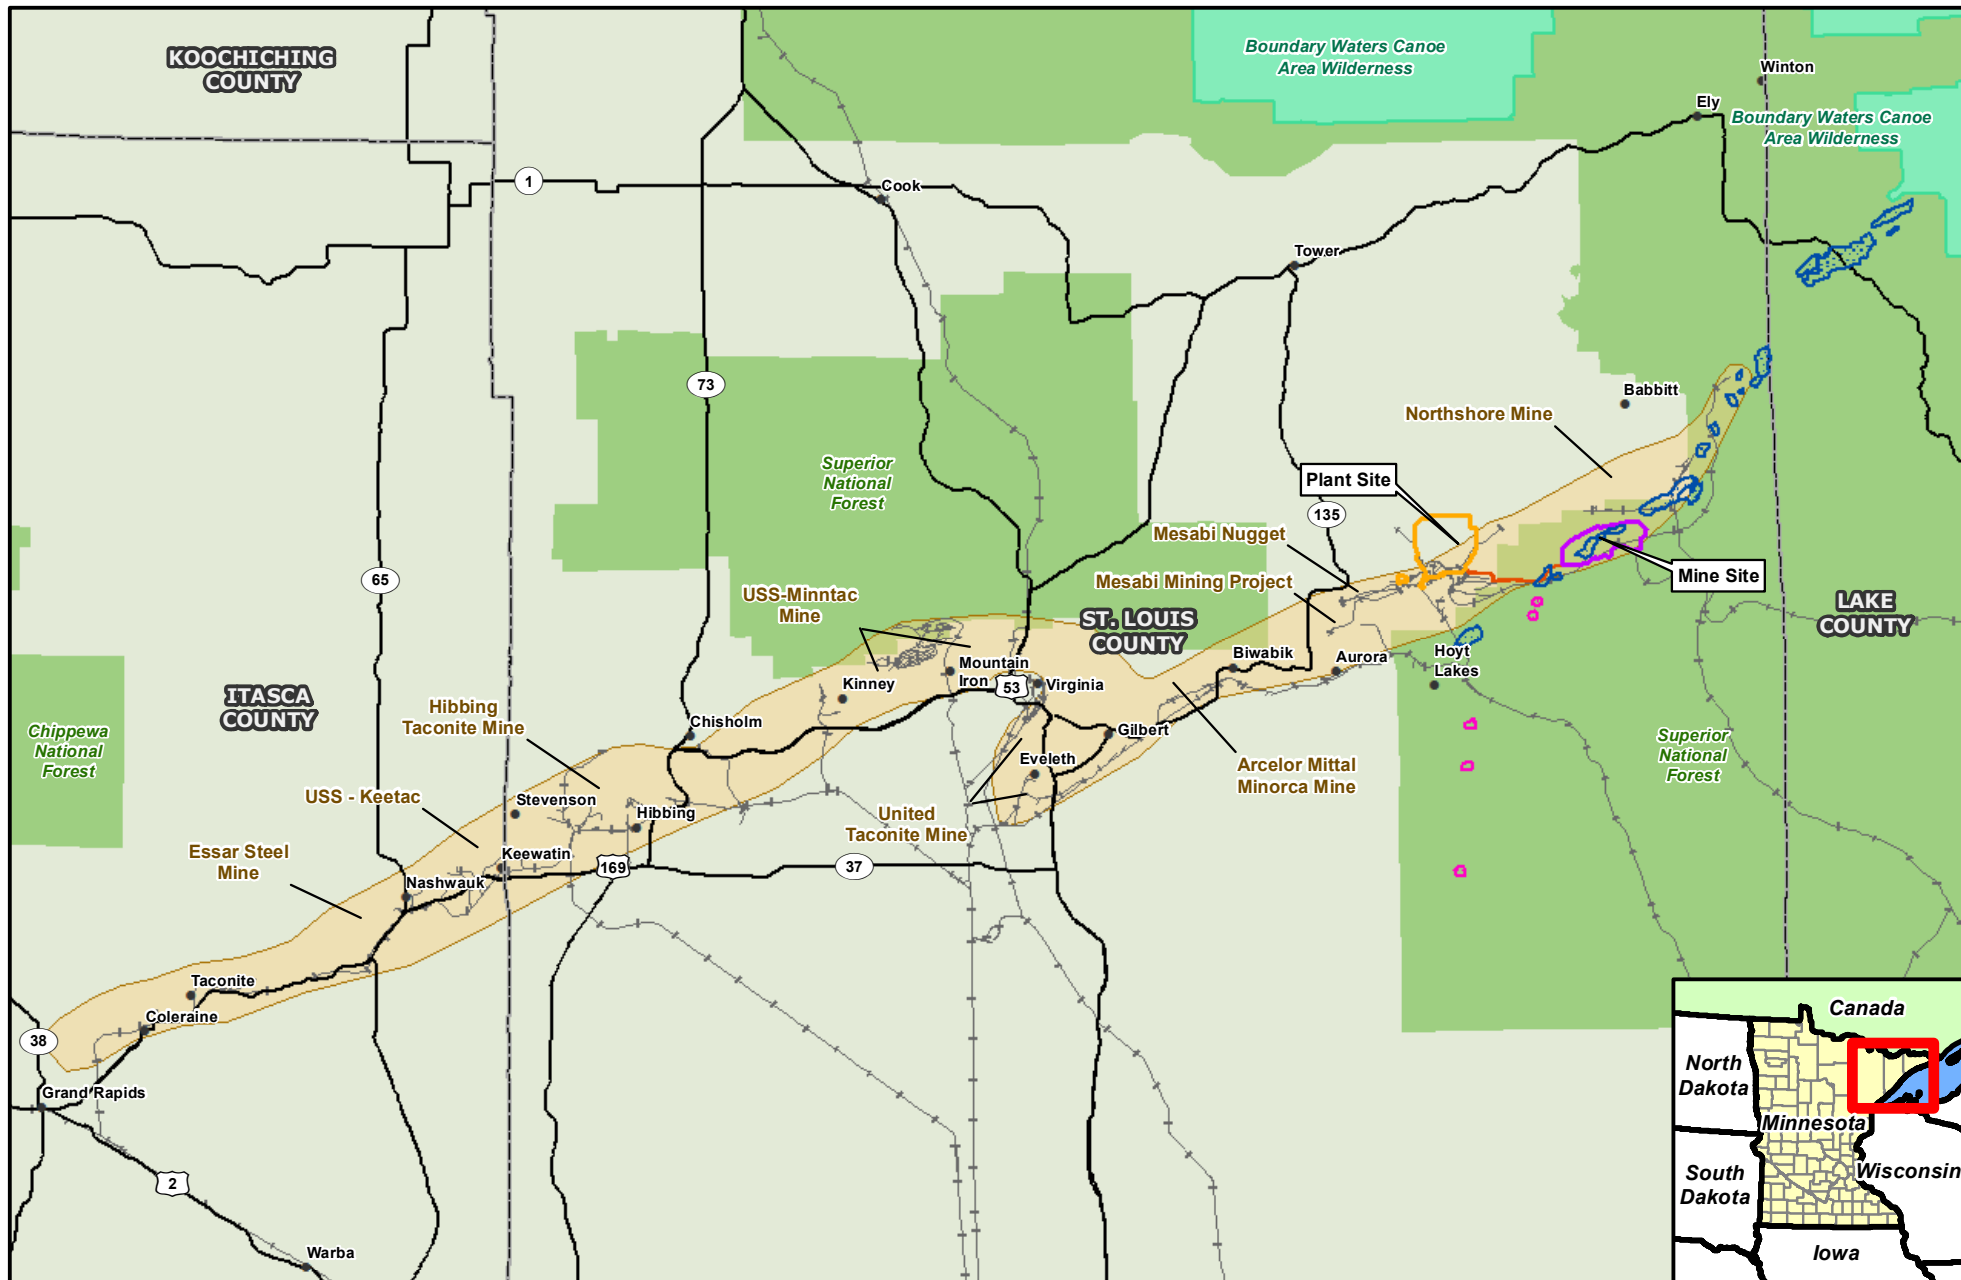 KOOCHICHING
COUNTY
Boundary Waters Canoe
Area Wilderness
Winton
Ely
Boundary Waters Canoe
Area Wilderness
1
Cook
Tower
73
Babbitt
Northshore Mine
Superior
National
Forest
Plant Site
135
Mesabi Nugget
65
Mesabi Mining Project
Mine Site
USS-Minntac
Mine
ST. LOUIS
COUNTY
LAKE
COUNTY
Biwabik
Aurora
Hoyt
Lakes
Mountain
Iron
Kinney
53
Virginia
ITASCA
COUNTY
Hibbing
Taconite Mine
Chisholm
Gilbert
Chippewa
National
Forest
Superior
National
Forest
Eveleth
Arcelor Mittal
Minorca Mine
USS - Keetac
Stevenson
Hibbing
United
Taconite Mine
Essar Steel
Mine
Keewatin
169
37
Nashwauk
Taconite
Coleraine
38
Grand Rapids
2
Warba
Canada
North
Dakota
Minnesota
South
Dakota
Wisconsin
Iowa